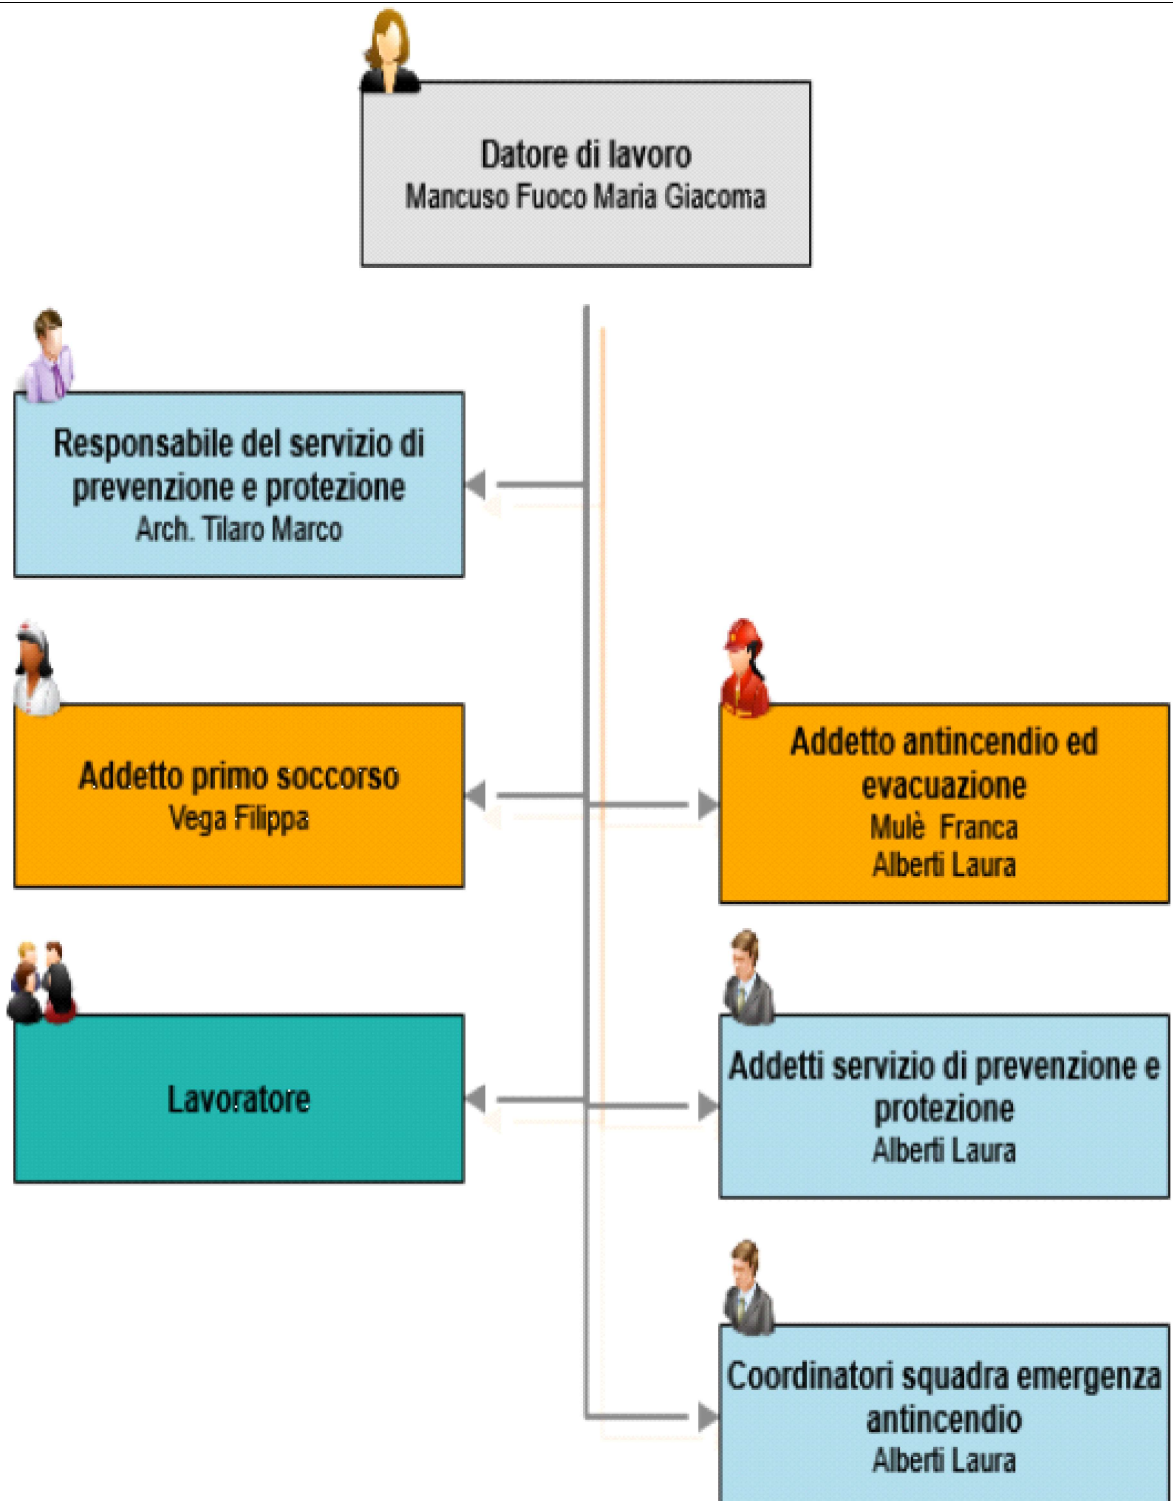 Datore di lavoro
Mancuso Fuoco Maria Giacoma
Responsabile del servizio di
prevenzione e protezione
Arch. Tilaro Marco
Addetto primo soccorso
Vega Filippa
Addetto antincendio ed
evacuazione
Mulè Franca
Alberti Laura
Lavoratore
Addetti servizio di prevenzione e
protezione
Alberti Laura
Coordinatori squadra emergenza
antincendio
Alberti Laura